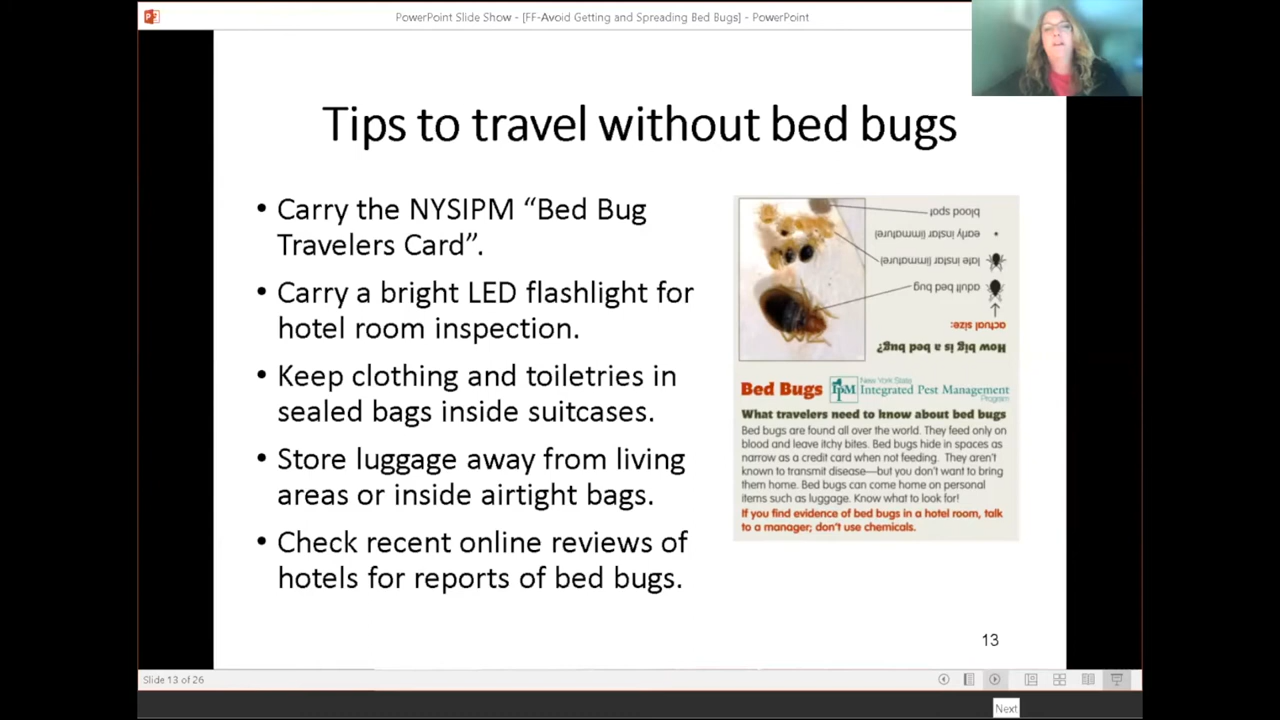 PowerPoint Slide Show - [FF-Avoid Getting and Spreading Bed Bugs] - PowerPoint
Tips to travel without bed bugs
• Carry the NYSIPM “Bed Bug
Travelers Card”.
• Carry a bright LED flashlight for
hotel room inspection.
• Keep clothing and toiletries in
sealed bags inside suitcases.
• Store luggage away from living
areas or inside airtight bags.
• Check recent online reviews of
hotels for reports of bed bugs.
How big is a bed bug?
actual size:
adult bed bug
late instar (immature)
early instar (immature)
blood spot
Bed Bugs
IPM
New York State
Integrated Pest Management
Program
What travelers need to know about bed bugs
Bed bugs are found all over the world. They feed only on
blood and leave itchy bites. Bed bugs hide in spaces as
narrow as a credit card when not feeding. They aren't
known to transmit disease—but you don't want to bring
them home. Bed bugs can come home on personal
items such as luggage. Know what to look for!
If you find evidence of bed bugs in a hotel room, talk
to a manager; don't use chemicals.
13
Slide 13 of 26
Next